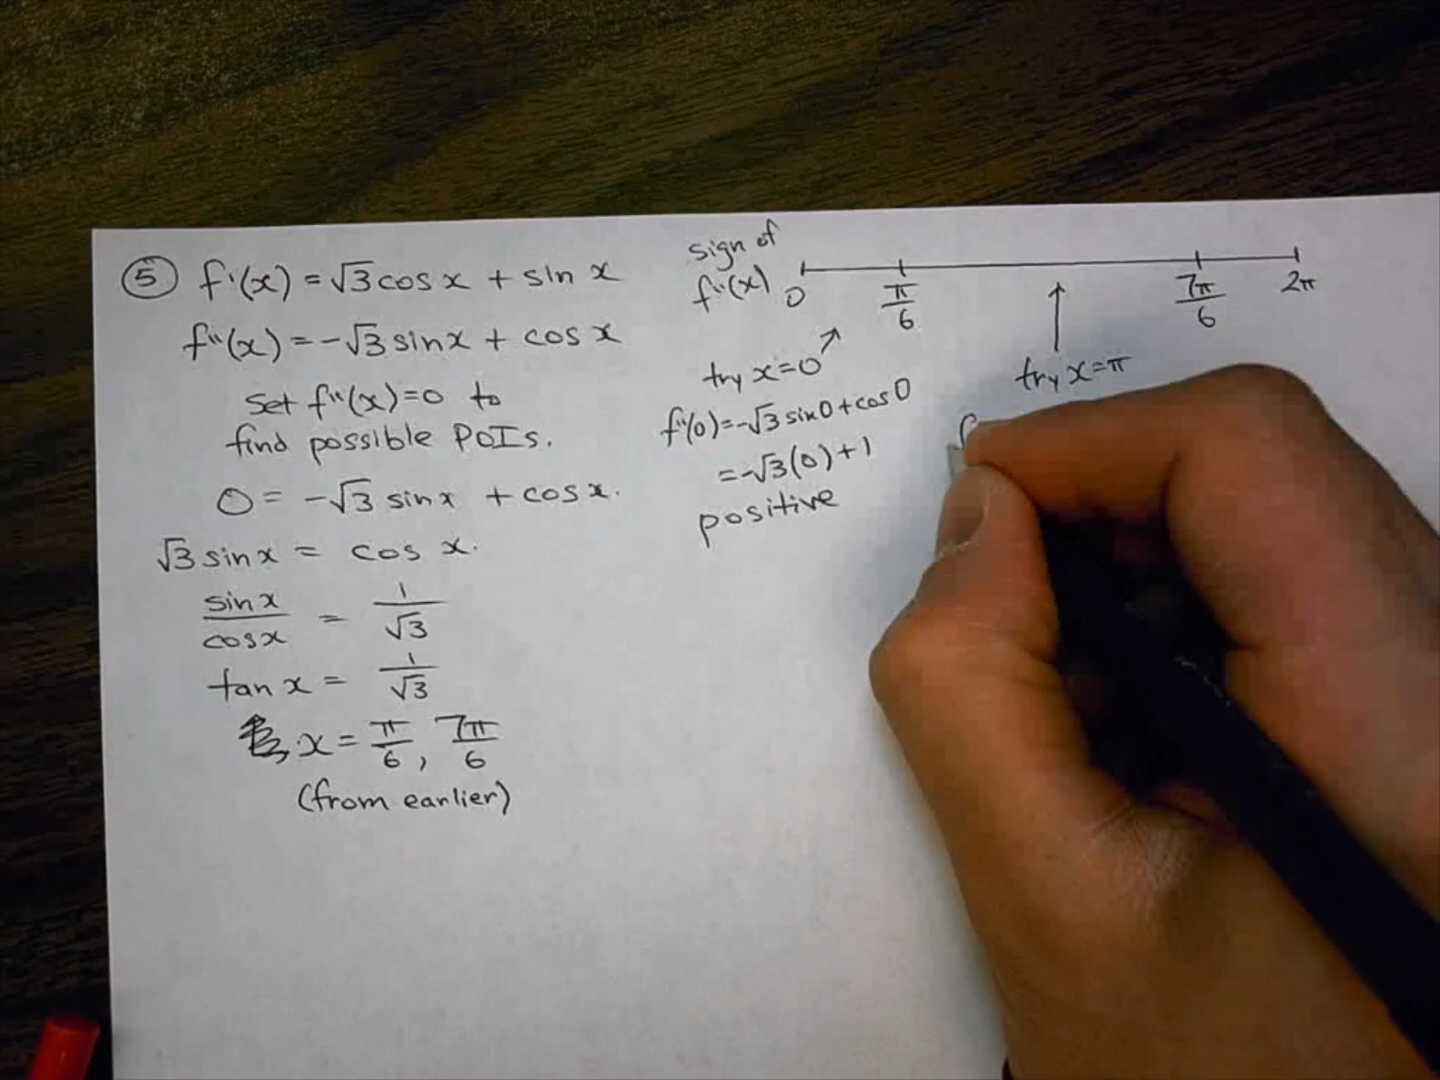 ⑤ f'(x) = √3 cos x + sin x
f''(x) = -√3 sin x + cos x
Set f''(x)=0 to
find possible POIs.
0 = -√3 sin x + cos x.
√3 sin x = cos x.
sin x / cos x = 1/√3
tan x = 1/√3
x = π/6, 7π/6
(from earlier)
sign of
f''(x)
0 π/6 7π/6 2π
try x=0
f''(0)=-√3 sin 0 + cos 0
=-√3(0)+1
positive
try x=π